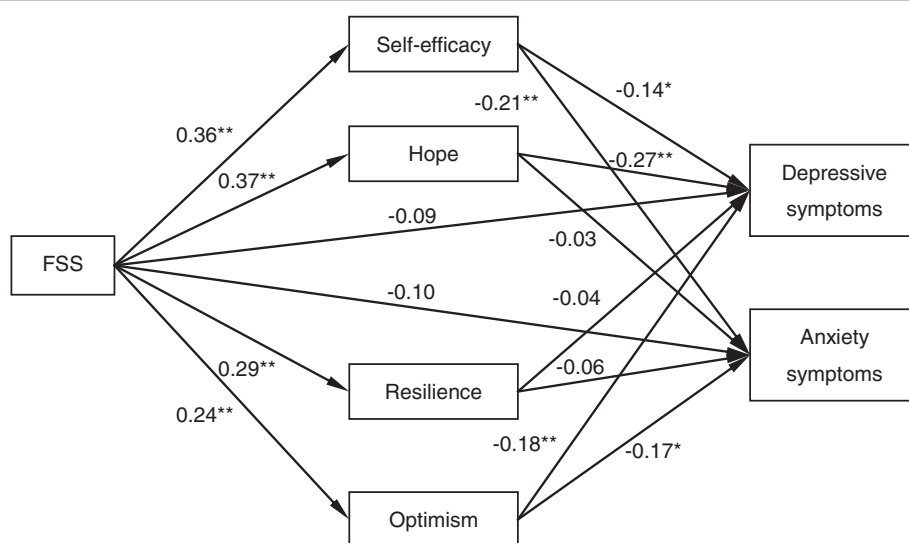 Self-efficacy
-0.14*
-0.21**
0.36**
Hope
-0.27**
0.37**
Depressive
symptoms
-0.09
-0.03
FSS
-0.10
-0.04
Anxiety
symptoms
0.29**
Resilience
-0.06
0.24**
-0.18**
-0.17*
Optimism